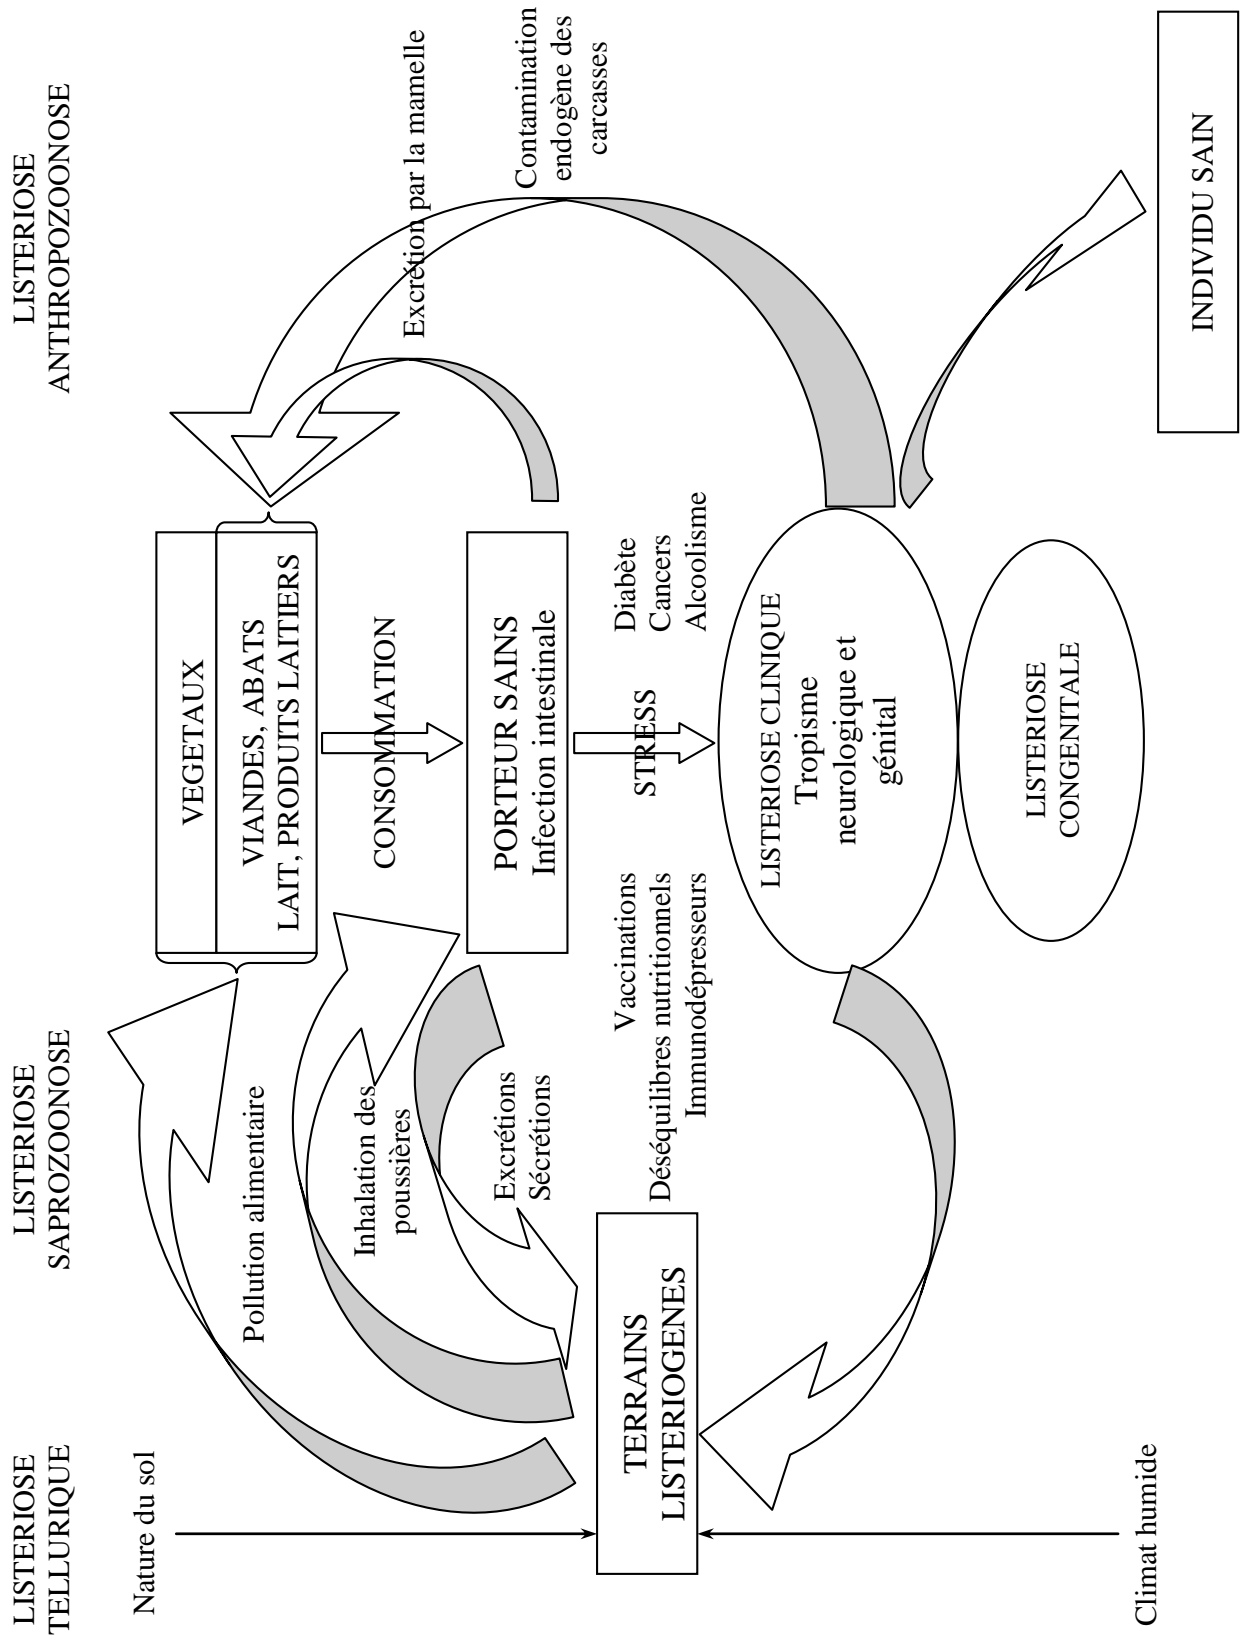 LISTERIOSE
TELLURIQUE
LISTERIOSE
SAPROZOONOSE
LISTERIOSE
ANTHROPOZOONOSE
Nature du sol
Pollution alimentaire
VEGETAUX
VIANDES, ABATS
LAIT, PRODUITS LAITIERS
Inhalation des
poussières
CONSOMMATION
Excrétion par la mamelle
Excrétions
Sécrétions
PORTEUR SAINS
Infection intestinale
Contamination
endogène des
carcasses
TERRAINS
LISTERIOGENES
Vaccinations
Déséquilibres nutritionnels
Immunodépresseurs
STRESS
Diabète
Cancers
Alcoolisme
LISTERIOSE CLINIQUE
Tropisme
neurologique et
génital
LISTERIOSE
CONGENITALE
Climat humide
INDIVIDU SAIN